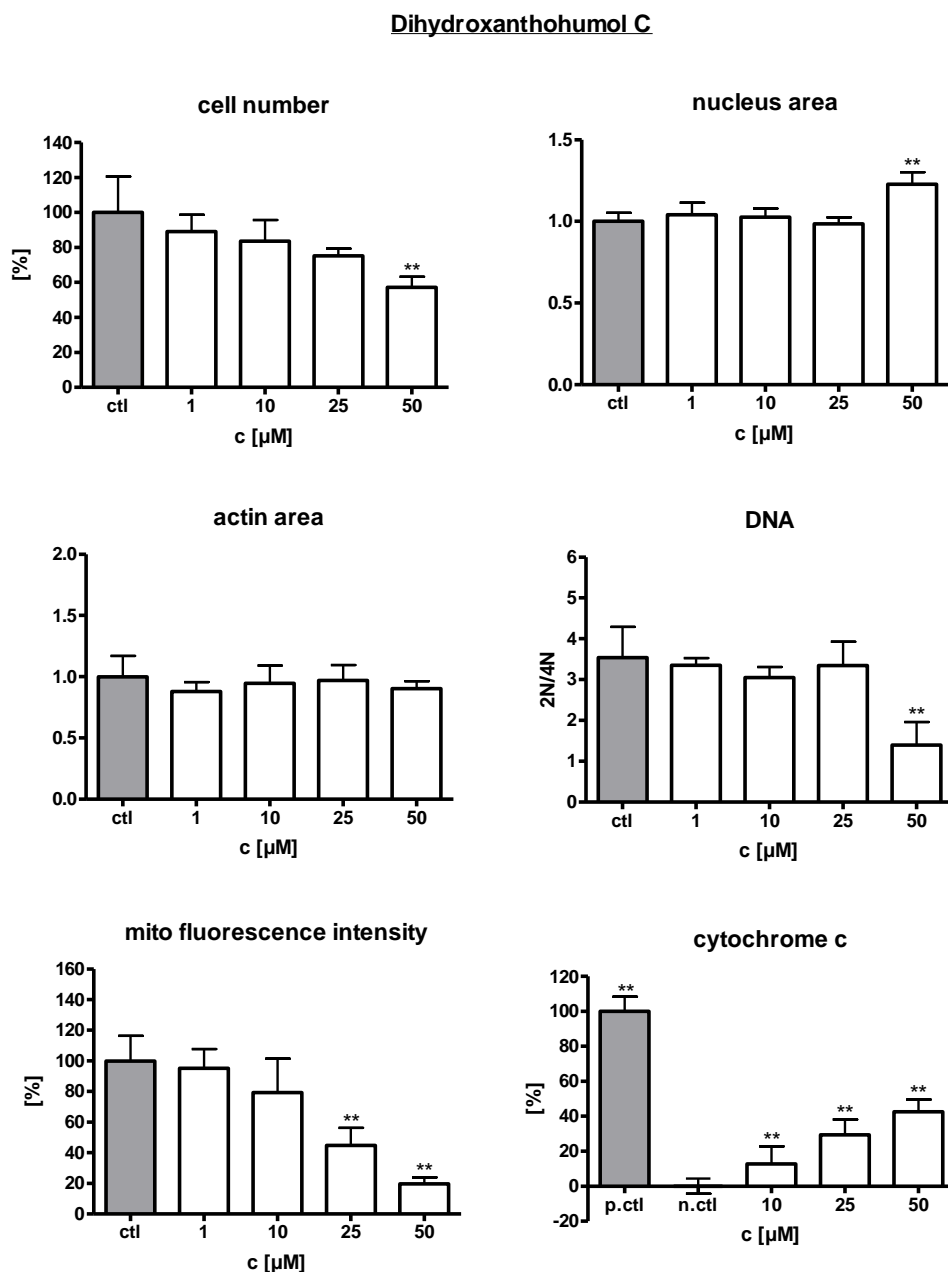 Dihydroxanthohumol C
cell number
140
120
100
80
60
40
20
0
[%]
**
ctl 1 10 25 50
c [µM]
nucleus area
1.5
1.0
0.5
0.0
**
ctl 1 10 25 50
c [µM]
actin area
2.0
1.5
1.0
0.5
0.0
ctl 1 10 25 50
c [µM]
DNA
6
5
4
3
2
1
0
2N/4N
**
ctl 1 10 25 50
c [µM]
mito fluorescence intensity
160
140
120
100
80
60
40
20
0
[%]
**
**
ctl 1 10 25 50
c [µM]
cytochrome c
120
100
80
60
40
20
0
-20
[%]
**
**
**
**
p.ctl n.ctl 10 25 50
c [µM]